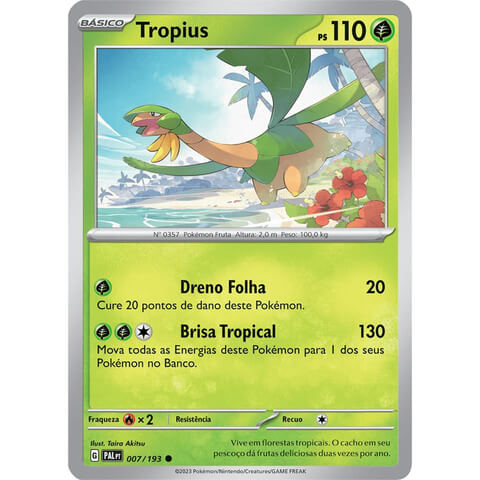 BÁSICO
Tropius
PS 110
Nº 0357 Pokémon Fruta Altura: 2,0 m Peso: 100,0 kg
Dreno Folha 20
Cure 20 pontos de dano deste Pokémon.
Brisa Tropical 130
Mova todas as Energias deste Pokémon para 1 dos seus
Pokémon no Banco.
Fraqueza ×2 Resistência Recuo
Ilust. Taira Akitsu
G PAL PT 007/193
Vive em florestas tropicais. O cacho em seu
pescoço dá frutas deliciosas duas vezes por ano.
©2023 Pokémon/Nintendo/Creatures/GAME FREAK